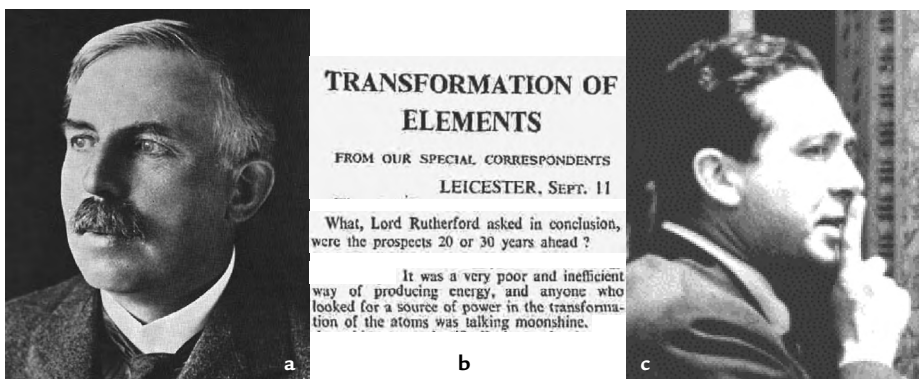 TRANSFORMATION OF
ELEMENTS
FROM OUR SPECIAL CORRESPONDENTS
LEICESTER, SEPT. 11
What, Lord Rutherford asked in conclusion,
were the prospects 20 or 30 years ahead ?
It was a very poor and inefficient
way of producing energy, and anyone who
looked for a source of power in the transforma-
tion of the atoms was talking moonshine.
a
b
c